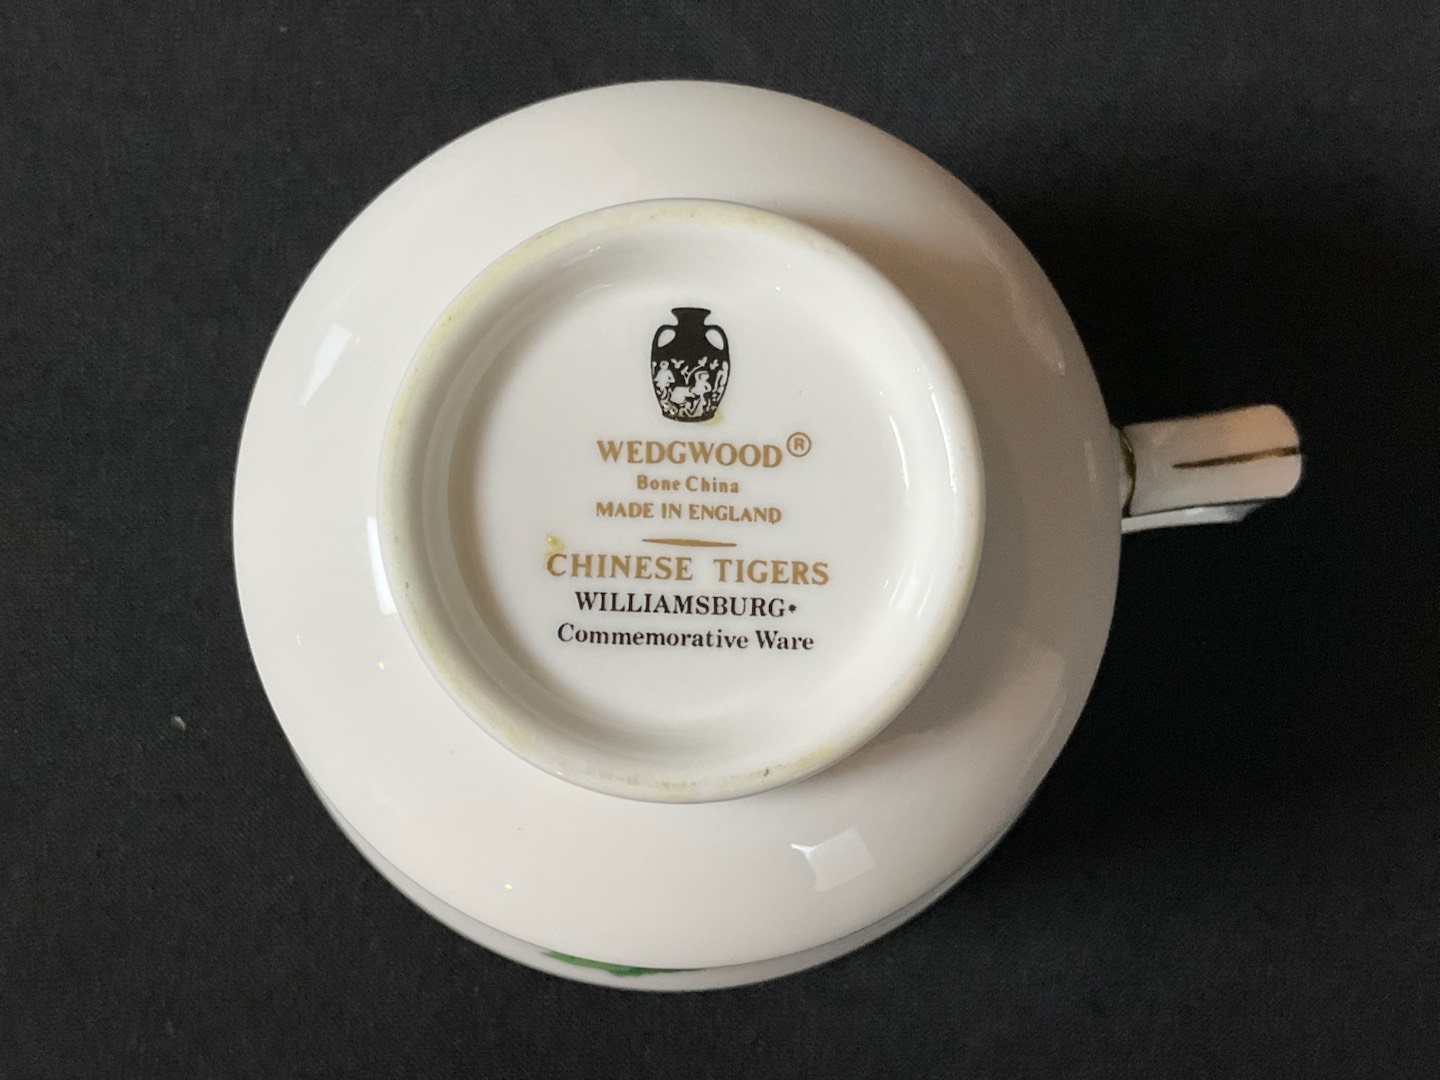 WEDGWOOD®
Bone China
MADE IN ENGLAND
CHINESE TIGERS
WILLIAMSBURG*
Commemorative Ware